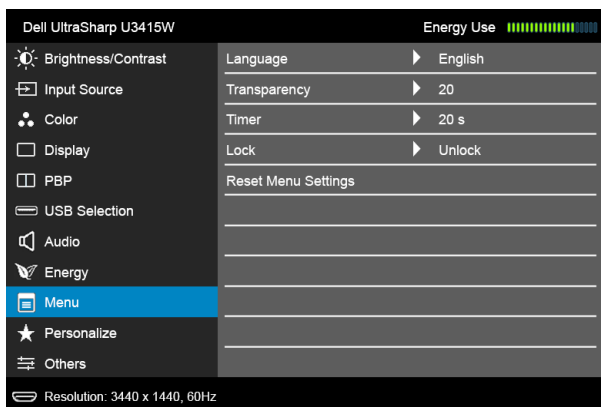 Dell UltraSharp U3415W Energy Use
Brightness/Contrast Language English
Input Source Transparency 20
Color Timer 20 s
Display Lock Unlock
PBP Reset Menu Settings
USB Selection
Audio
Energy
Menu
Personalize
Others
Resolution: 3440 x 1440, 60Hz